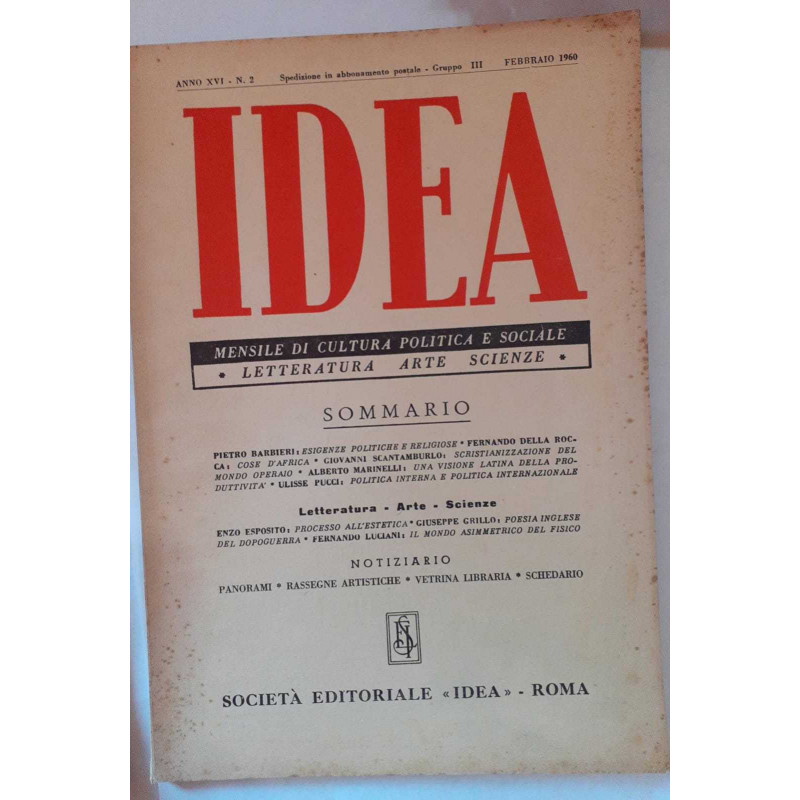 ANNO XVI - N. 2 Spedizione in abbonamento postale - Gruppo III FEBBRAIO 1960
IDEA
MENSILE DI CULTURA POLITICA E SOCIALE
* LETTERATURA ARTE SCIENZE *
SOMMARIO
PIETRO BARBIERI: ESIGENZE POLITICHE E RELIGIOSE * FERNANDO DELLA ROC-
CA: COSE D'AFRICA * GIOVANNI SCANTAMBURLO: SCRISTIANIZZAZIONE DEL
MONDO OPERAIO * ALBERTO MARINELLI: UNA VISIONE LATINA DELLA PRO-
DUTTIVITA' * ULISSE PUCCI: POLITICA INTERNA E POLITICA INTERNAZIONALE
Letteratura - Arte - Scienze
ENZO ESPOSITO: PROCESSO ALL'ESTETICA * GIUSEPPE GRILLO: POESIA INGLESE
DEL DOPOGUERRA * FERNANDO LUCIANI: IL MONDO ASIMMETRICO DEL FISICO
NOTIZIARIO
PANORAMI * RASSEGNE ARTISTICHE * VETRINA LIBRARIA * SCHEDARIO
SOCIETÀ EDITORIALE «IDEA» - ROMA